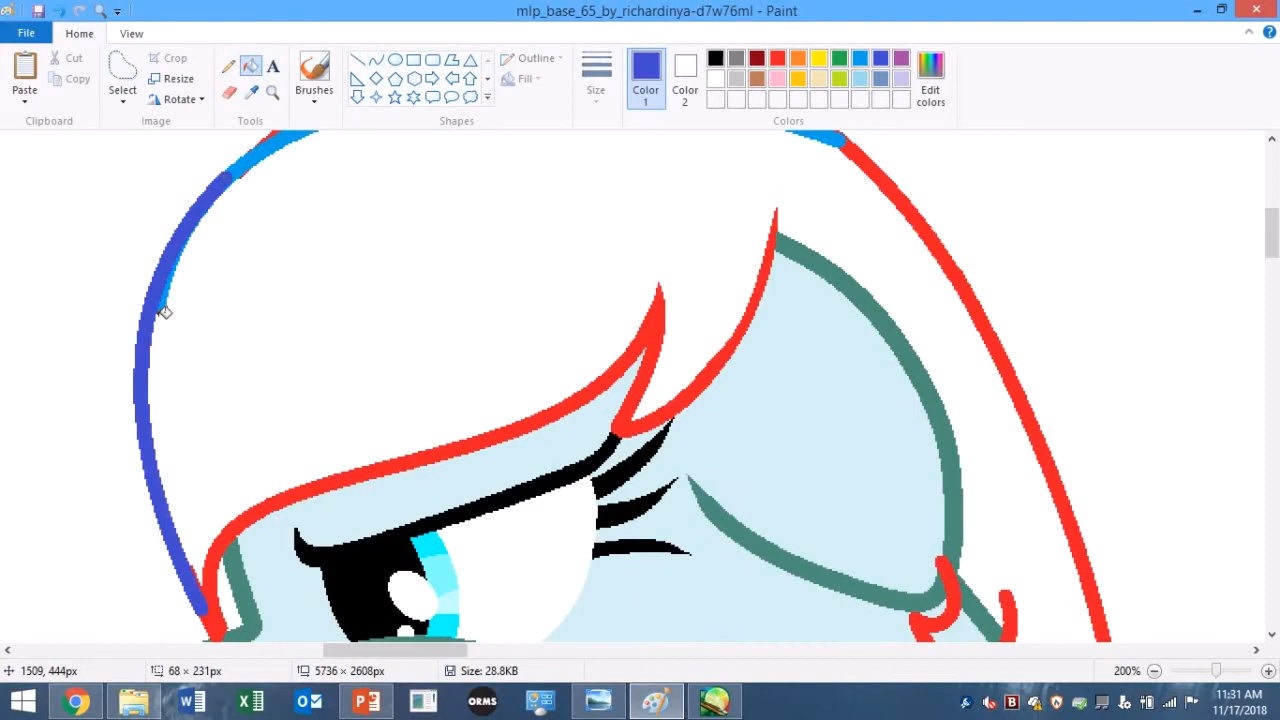 mlp_base_65_by_richardinya-d7w76ml - Paint
File
Home
View
Paste
Cut
Copy
Clipboard
Select
Crop
Resize
Rotate
Image
A
Tools
Brushes
Outline
Fill
Shapes
Size
Color 1
Color 2
Colors
Edit colors
1509, 444px
68 × 231px
5736 × 2608px
Size: 28.8KB
200%
ORMS
11:31 AM
11/17/2018